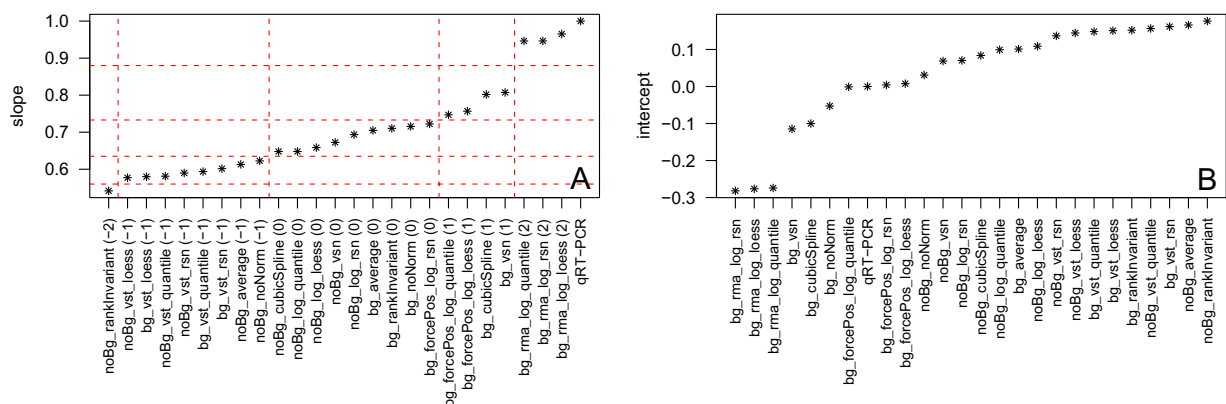 1.0
0.9
0.8
0.7
0.6
slope
A
noBg_rankInvariant (−2)
noBg_vst_loess (−1)
bg_vst_loess (−1)
noBg_vst_quantile (−1)
noBg_vst_rsn (−1)
bg_vst_quantile (−1)
bg_vst_rsn (−1)
noBg_average (−1)
noBg_noNorm (−1)
noBg_cubicSpline (0)
noBg_log_quantile (0)
noBg_log_loess (0)
noBg_vsn (0)
noBg_log_rsn (0)
bg_average (0)
bg_rankInvariant (0)
bg_noNorm (0)
bg_forcePos_log_rsn (0)
bg_forcePos_log_quantile (1)
bg_forcePos_log_loess (1)
bg_cubicSpline (1)
bg_vsn (1)
bg_rma_log_quantile (2)
bg_rma_log_rsn (2)
bg_rma_log_loess (2)
qRT−PCR
0.1
0.0
−0.1
−0.2
−0.3
intercept
B
bg_rma_log_rsn
bg_rma_log_loess
bg_rma_log_quantile
bg_vsn
bg_cubicSpline
bg_noNorm
bg_forcePos_log_quantile
qRT−PCR
bg_forcePos_log_rsn
bg_forcePos_log_loess
noBg_noNorm
noBg_vsn
noBg_log_rsn
noBg_cubicSpline
noBg_log_quantile
bg_average
noBg_log_loess
noBg_vst_rsn
noBg_vst_loess
bg_vst_quantile
bg_vst_loess
bg_rankInvariant
noBg_vst_quantile
bg_vst_rsn
noBg_average
noBg_rankInvariant